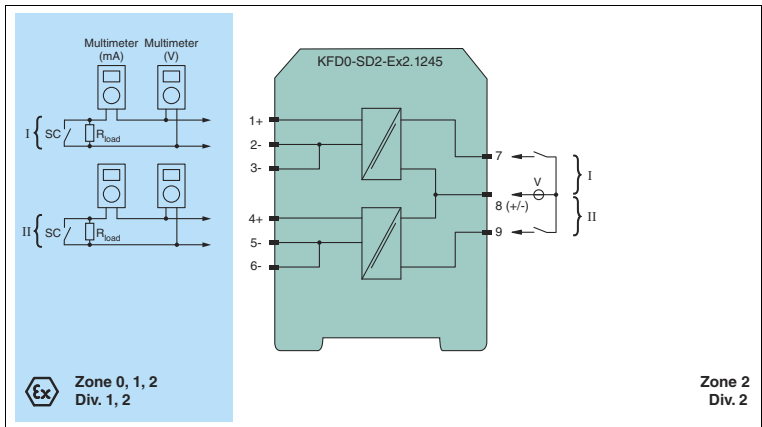 Multimeter Multimeter
(mA) (V)
KFD0-SD2-Ex2.1245
I { SC Rload
1+
2-
3-
7
I
V
8 (+/-)
II
9
4+
5-
6-
II { SC Rload
Ex
Zone 0, 1, 2
Div. 1, 2
Zone 2
Div. 2